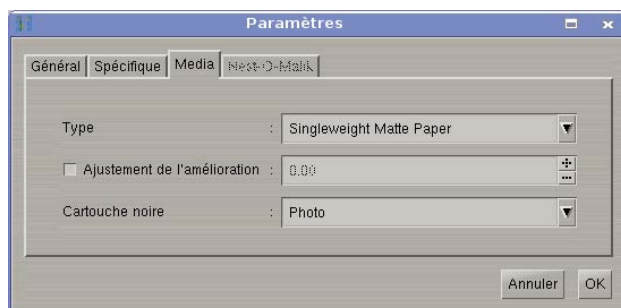 Paramètres
Général Spécifique Media Nest-O-Matik
Type : Singleweight Matte Paper
Ajustement de l'amélioration : 0.00
Cartouche noire : Photo
Annuler OK